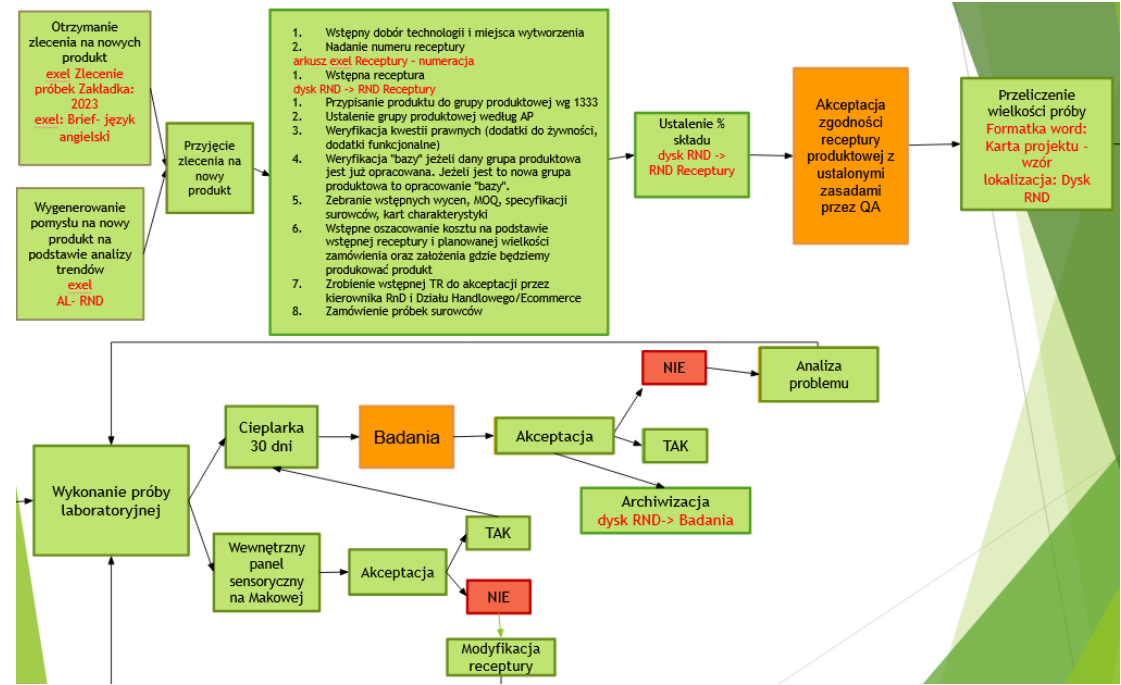 Otrzymanie
zlecenia na nowych
produkt
exel Zlecenie
próbek Zakładka:
2023
exel: Brief- język
angielski
Wygenerowanie
pomysłu na nowy
produkt na
podstawie analizy
trendów
exel
AL- RND
Przyjęcie
zlecenia na
nowy
produkt
1. Wstępny dobór technologii i miejsca wytworzenia
2. Nadanie numeru receptury
arkusz exel Receptury - numeracja
1. Wstępna receptura
dysk RND -> RND Receptury
1. Przypisanie produktu do grupy produktowej wg 1333
2. Ustalenie grupy produktowej według AP
3. Weryfikacja kwestii prawnych (dodatki do żywności,
dodatki funkcjonalne)
4. Weryfikacja "bazy" jeżeli dany grupa produktowa
jest już opracowana. Jeżeli jest to nowa grupa
produktowa to opracowanie "bazy".
5. Zebranie wstępnych wycen, MOQ, specyfikacji
surowców, kart charakterystyki
6. Wstępne oszacowanie kosztu na podstawie
wstępnej receptury i planowanej wielkości
zamówienia oraz założenia gdzie będziemy
produkować produkt
7. Zrobienie wstępnej TR do akceptacji przez
kierownika RnD i Działu Handlowego/Ecommerce
8. Zamówienie próbek surowców
Ustalenie %
składu
dysk RND ->
RND Receptury
Akceptacja
zgodności
receptury
produktowej z
ustalonymi
zasadami
przez QA
Przeliczenie
wielkości próby
Formatka word:
Karta projektu -
wzór
lokalizacja: Dysk
RND
Wykonanie próby
laboratoryjnej
Cieplarka
30 dni
Badania
Akceptacja
NIE
Analiza
problemu
TAK
Archiwizacja
dysk RND-> Badania
Wewnętrzny
panel
sensoryczny
na Makowej
Akceptacja
TAK
NIE
Modyfikacja
receptury